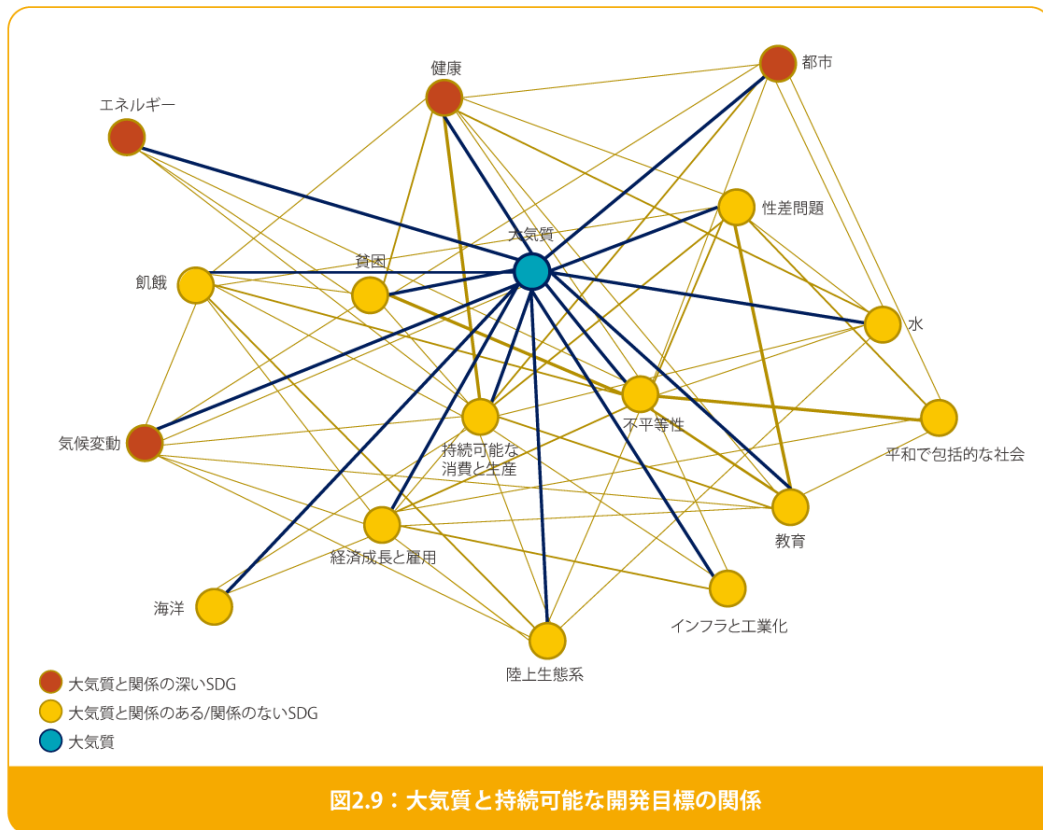 健康
都市
エネルギー
性差問題
大気質
貧困
飢餓
水
不平等性
気候変動
持続可能な
消費と生産
平和で包括的な社会
教育
経済成長と雇用
海洋
インフラと工業化
陸上生態系
大気質と関係の深いSDG
大気質と関係のある/関係のないSDG
大気質
図2.9：大気質と持続可能な開発目標の関係